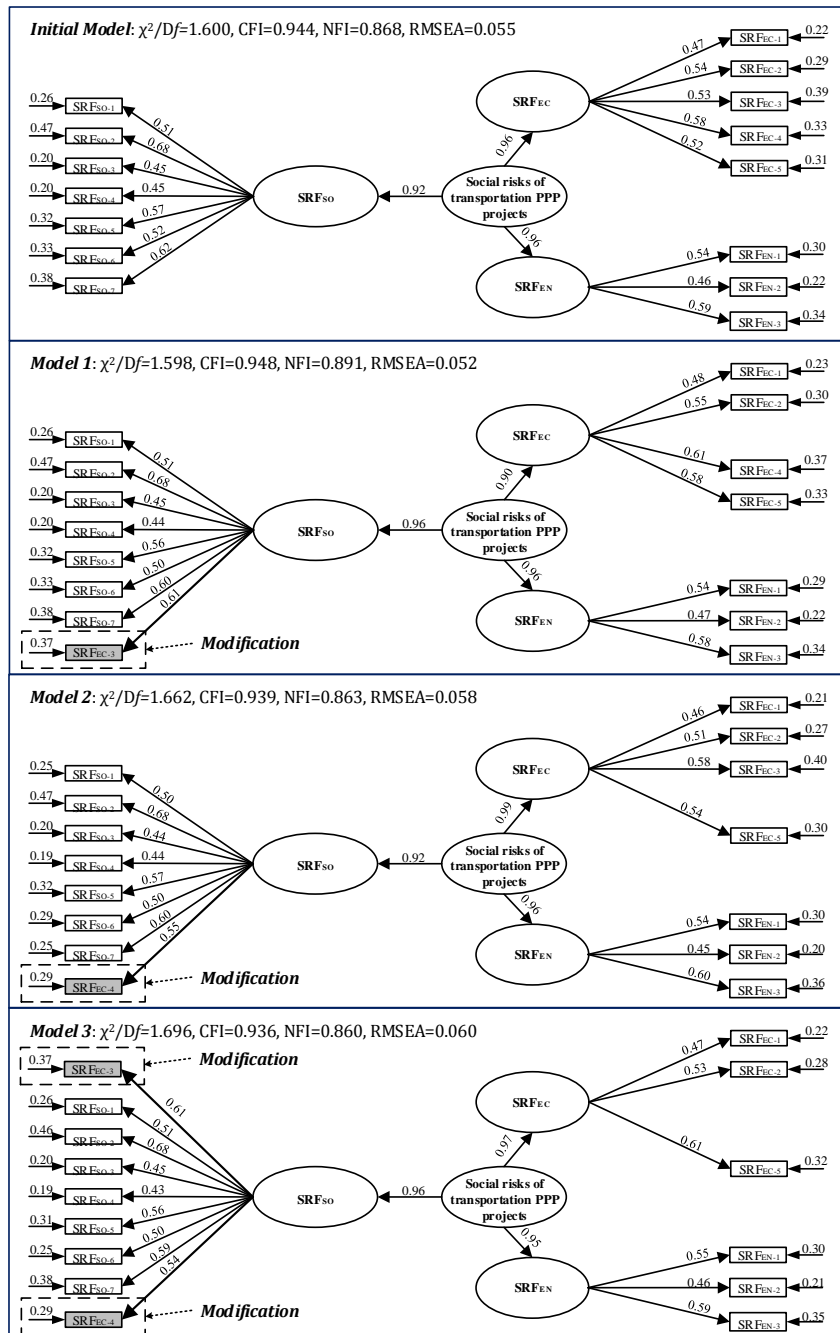 Initial Model: χ²/Df=1.600, CFI=0.944, NFI=0.868, RMSEA=0.055
0.26 SRFSO-1 0.51
0.47 SRFSO-2 0.68
0.20 SRFSO-3 0.45
0.20 SRFSO-4 0.45
0.32 SRFSO-5 0.57
0.33 SRFSO-6 0.52
0.38 SRFSO-7 0.62
SRFSO
0.92
Social risks of
transportation PPP
projects
0.96
SRFEC
0.47 SRFEC-1 0.22
0.54 SRFEC-2 0.29
0.53 SRFEC-3 0.39
0.58 SRFEC-4 0.33
0.52 SRFEC-5 0.31
0.96
SRFEN
0.54 SRFEN-1 0.30
0.46 SRFEN-2 0.22
0.59 SRFEN-3 0.34
Model 1: χ²/Df=1.598, CFI=0.948, NFI=0.891, RMSEA=0.052
0.26 SRFSO-1 0.51
0.47 SRFSO-2 0.68
0.20 SRFSO-3 0.45
0.20 SRFSO-4 0.44
0.32 SRFSO-5 0.56
0.33 SRFSO-6 0.50
0.38 SRFSO-7 0.60
0.37 SRFEC-3 0.61
Modification
SRFSO
0.96
Social risks of
transportation PPP
projects
0.90
SRFEC
0.48 SRFEC-1 0.23
0.55 SRFEC-2 0.30
0.61 SRFEC-4 0.37
0.58 SRFEC-5 0.33
0.96
SRFEN
0.54 SRFEN-1 0.29
0.47 SRFEN-2 0.22
0.58 SRFEN-3 0.34
Model 2: χ²/Df=1.662, CFI=0.939, NFI=0.863, RMSEA=0.058
0.25 SRFSO-1 0.50
0.47 SRFSO-2 0.68
0.20 SRFSO-3 0.44
0.19 SRFSO-4 0.44
0.32 SRFSO-5 0.57
0.29 SRFSO-6 0.50
0.25 SRFSO-7 0.60
0.29 SRFEC-4 0.55
Modification
SRFSO
0.92
Social risks of
transportation PPP
projects
0.99
SRFEC
0.46 SRFEC-1 0.21
0.51 SRFEC-2 0.27
0.58 SRFEC-3 0.40
0.54 SRFEC-5 0.30
0.96
SRFEN
0.54 SRFEN-1 0.30
0.45 SRFEN-2 0.20
0.60 SRFEN-3 0.36
Model 3: χ²/Df=1.696, CFI=0.936, NFI=0.860, RMSEA=0.060
0.37 SRFEC-3 0.61
Modification
0.26 SRFSO-1 0.51
0.46 SRFSO-2 0.68
0.20 SRFSO-3 0.45
0.19 SRFSO-4 0.43
0.31 SRFSO-5 0.56
0.25 SRFSO-6 0.50
0.38 SRFSO-7 0.59
0.29 SRFEC-4 0.54
Modification
SRFSO
0.96
Social risks of
transportation PPP
projects
0.97
SRFEC
0.47 SRFEC-1 0.22
0.53 SRFEC-2 0.28
0.61 SRFEC-5 0.32
0.95
SRFEN
0.55 SRFEN-1 0.30
0.46 SRFEN-2 0.21
0.59 SRFEN-3 0.35